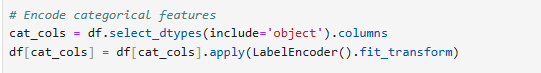 # Encode categorical features
cat_cols = df.select_dtypes(include='object').columns
df[cat_cols] = df[cat_cols].apply(LabelEncoder().fit_transform)